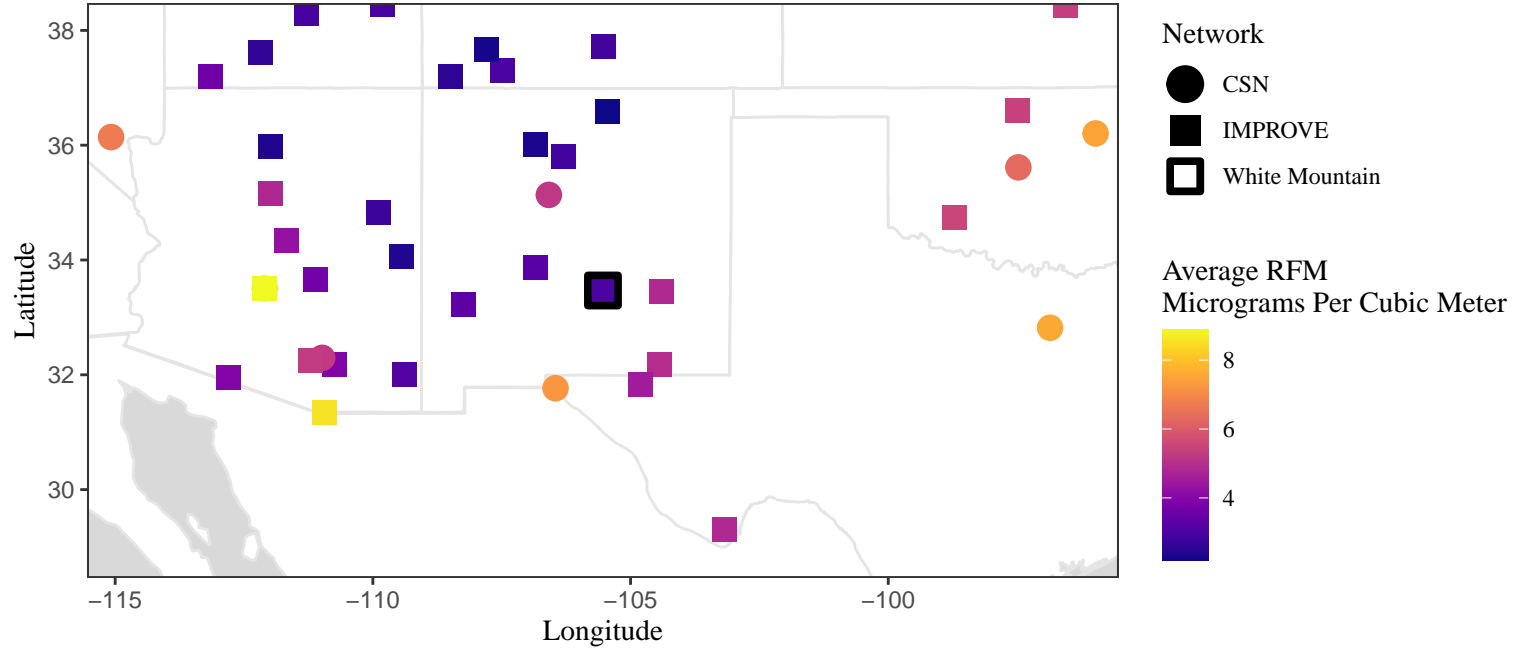 38
36
34
32
30
Latitude
−115
−110
−105
−100
Longitude
Network
CSN
IMPROVE
White Mountain
Average RFM
Micrograms Per Cubic Meter
8
6
4